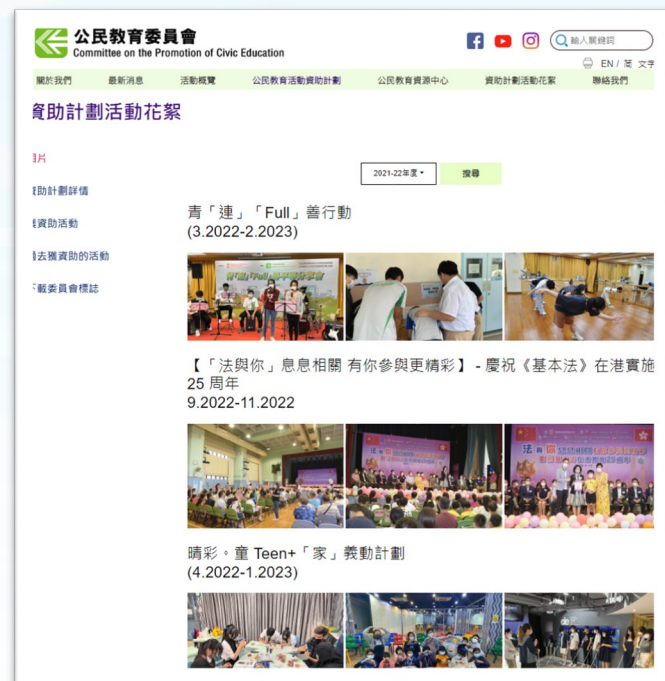 公民教育委員會
Committee on the Promotion of Civic Education
輸入關鍵詞
EN / 简 文字
關於我們 最新消息 活動概覽 公民教育活動資助計劃 公民教育資源中心 資助計劃活動花絮 聯絡我們
資助計劃活動花絮
相片
2021-22年度 搜尋
資助計劃詳情
獲資助活動
過去獲資助的活動
下載委員會標誌
青「連」「Full」善行動
(3.2022-2.2023)
【「法與你」息息相關 有你參與更精彩】 - 慶祝《基本法》在港實施
25 周年
9.2022-11.2022
晴彩。童 Teen+「家」義動計劃
(4.2022-1.2023)